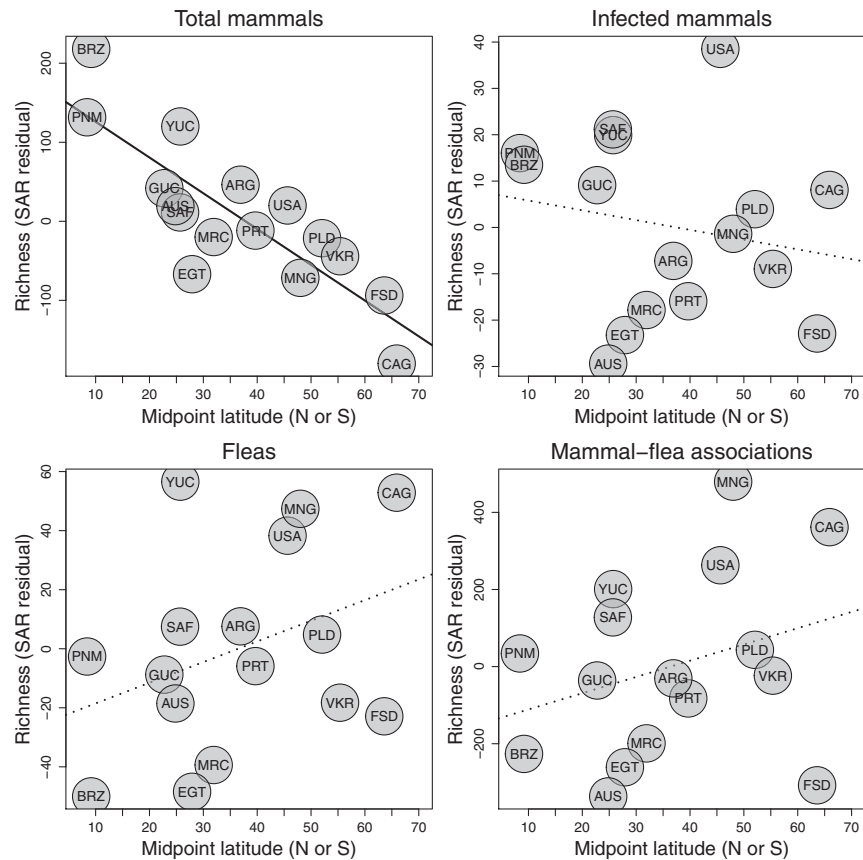 Total mammals
Richness (SAR residual)
200
100
0
−100
BRZ
PNM
YUC
GUC
AUS
SAF
ARG
USA
MRC
PRT
PLD
VKR
EGT
MNG
FSD
CAG
10 20 30 40 50 60 70
Midpoint latitude (N or S)
Infected mammals
Richness (SAR residual)
40
30
20
10
0
−10
−20
−30
USA
SAF
YUC
PNM
BRZ
GUC
CAG
PLD
MNG
ARG
VKR
PRT
MRC
EGT
FSD
AUS
10 20 30 40 50 60 70
Midpoint latitude (N or S)
Fleas
Richness (SAR residual)
60
40
20
0
−20
−40
YUC
CAG
MNG
USA
SAF
ARG
PLD
PNM
PRT
GUC
AUS
VKR
FSD
MRC
EGT
BRZ
10 20 30 40 50 60 70
Midpoint latitude (N or S)
Mammal−flea associations
Richness (SAR residual)
400
200
0
−200
MNG
CAG
USA
YUC
SAF
PNM
PLD
GUC
ARG
VKR
PRT
MRC
BRZ
EGT
FSD
AUS
10 20 30 40 50 60 70
Midpoint latitude (N or S)